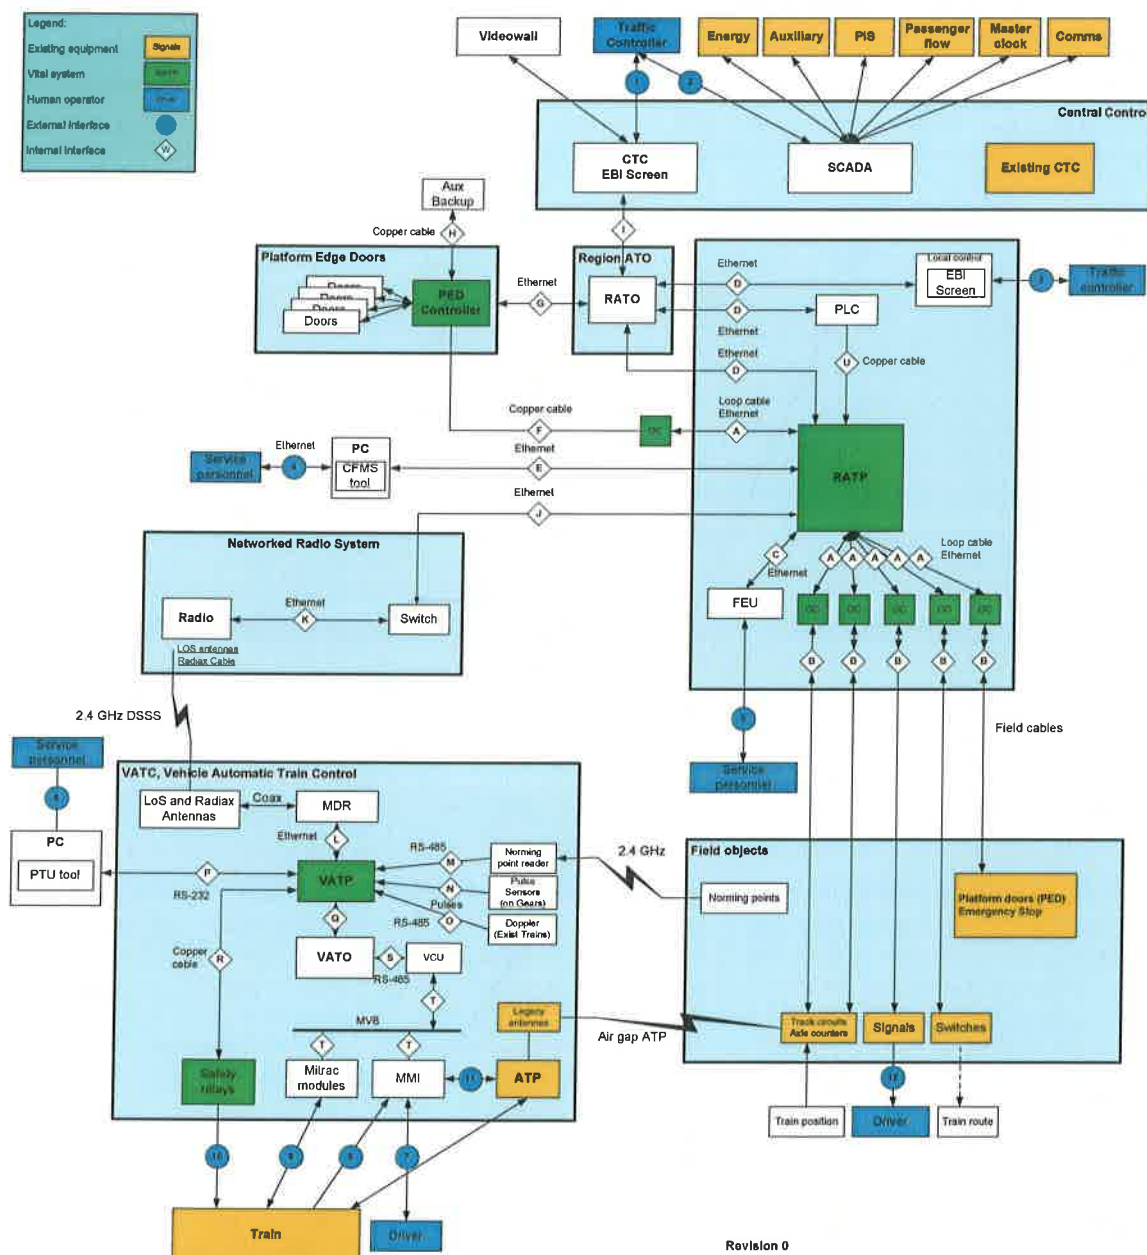 Legend:
Existing equipment
Signals
Vital system
Human operator
External Interface
Internal Interface
W
Videowall
Traffic
Controller
Energy
Auxiliary
PIS
Passenger
flow
Master
clock
Comms
1
2
Central Control
CTC
EBI Screen
SCADA
Existing CTC
Aux
Backup
Copper cable
H
I
Platform Edge Doors
Doors
Doors
Doors
Doors
PED
Controller
Ethernet
G
Region ATO
RATO
Ethernet
D
Local control
EBI
Screen
3
Traffic
controller
D
Ethernet
PLC
U
Copper cable
Ethernet
D
Copper cable
F
OC
Loop cable
Ethernet
A
RATP
Service
personnel
Ethernet
4
PC
CFMS
tool
Ethernet
E
Ethernet
J
Networked Radio System
Radio
Ethernet
K
Switch
LOS antennas
Radiax Cable
C
Ethernet
A
A
A
A
A
Loop cable
Ethernet
FEU
OC
OC
OC
OC
OC
B
B
B
B
B
2.4 GHz DSSS
Field cables
5
Service
personnel
Service
personnel
PC
PTU tool
P
RS-232
VATC, Vehicle Automatic Train Control
LoS and Radiax
Antennas
Coax
MDR
Ethernet
L
VATP
RS-485
M
Norming
point reader
N
Pulses
Pulse
Sensors
(on Gears)
RS-485
O
Doppler
(Exist Trains)
Q
VATO
S
RS-485
VCU
T
Copper
cable
R
MVB
T
T
Legacy
antennas
Safety
relays
Mitrac
modules
MMI
11
ATP
2.4 GHz
Air gap ATP
Field objects
Norming points
Platform doors (PED)
Emergency Stop
Track circuits
Axle counters
Signals
Switches
12
Train position
Driver
Train route
10
7
Train
Driver
Revision 0